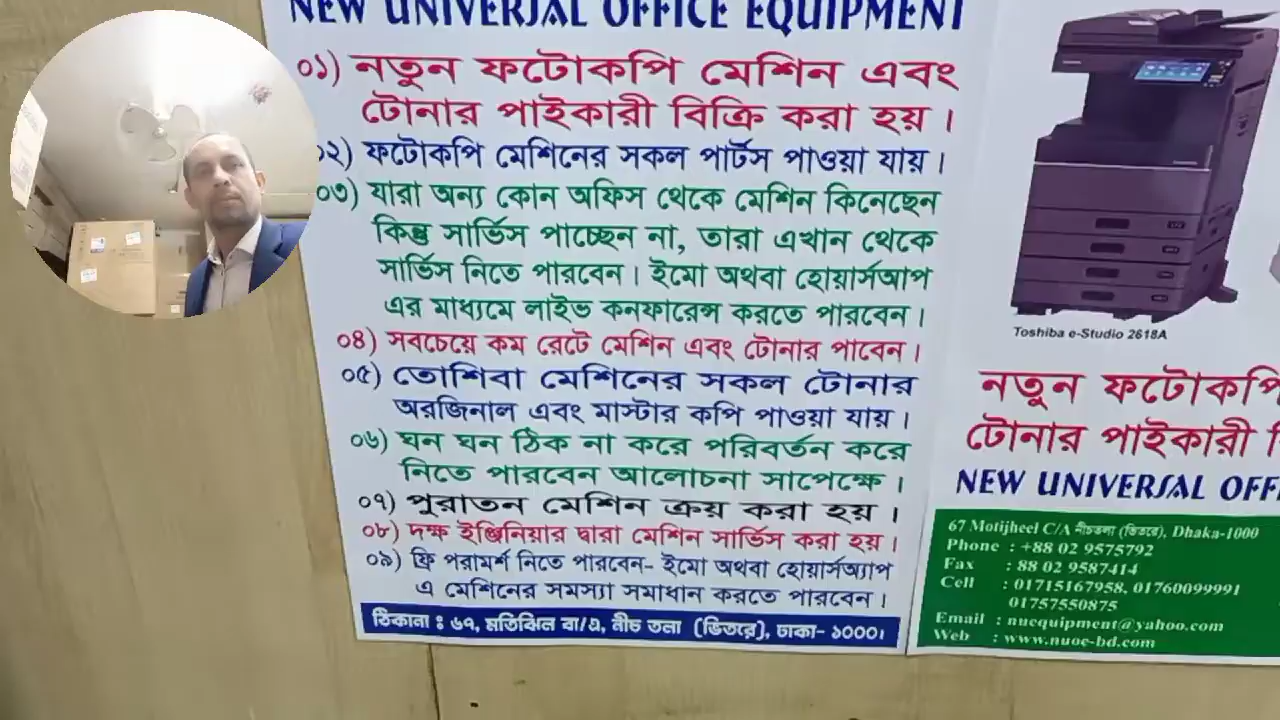 NEW UNIVERSAL OFFICE EQUIPMENT
০১) নতুন ফটোকপি মেশিন এবং
টোনার পাইকারী বিক্রি করা হয়।
০২) ফটোকপি মেশিনের সকল পার্টস পাওয়া যায়।
০৩) যারা অন্য কোন অফিস থেকে মেশিন কিনেছেন
কিন্তু সার্ভিস পাচ্ছেন না, তারা এখান থেকে
সার্ভিস নিতে পারবেন। ইমো অথবা হোয়ার্সআপ
এর মাধ্যমে লাইভ কনফারেন্স করতে পারবেন।
০৪) সবচেয়ে কম রেটে মেশিন এবং টোনার পাবেন।
০৫) তোশিবা মেশিনের সকল টোনার
অরজিনাল এবং মাস্টার কপি পাওয়া যায়।
০৬) ঘন ঘন ঠিক না করে পরিবর্তন করে
নিতে পারবেন আলোচনা সাপেক্ষে।
০৭) পুরাতন মেশিন ক্রয় করা হয়।
০৮) দক্ষ ইঞ্জিনিয়ার দ্বারা মেশিন সার্ভিস করা হয়।
০৯) ফ্রি পরামর্শ নিতে পারবেন- ইমো অথবা হোয়ার্সঅ্যাপ
এ মেশিনের সমস্যা সমাধান করতে পারবেন।
ঠিকানা : ৬৭, মতিঝিল বা/এ, নীচ তলা (ভিতরে), ঢাকা- ১০০০।
Toshiba e-Studio 2618A
নতুন ফটোকপি
টোনার পাইকারী
NEW UNIVERSAL OFF
67 Motijheel C/A নীচতলা (ভিতরে), Dhaka-1000
Phone : +88 02 9575792
Fax : 88 02 9587414
Cell : 01715167958, 01760099991
01757550875
Email : nuequipment@yahoo.com
Web : www.nuoe-bd.com